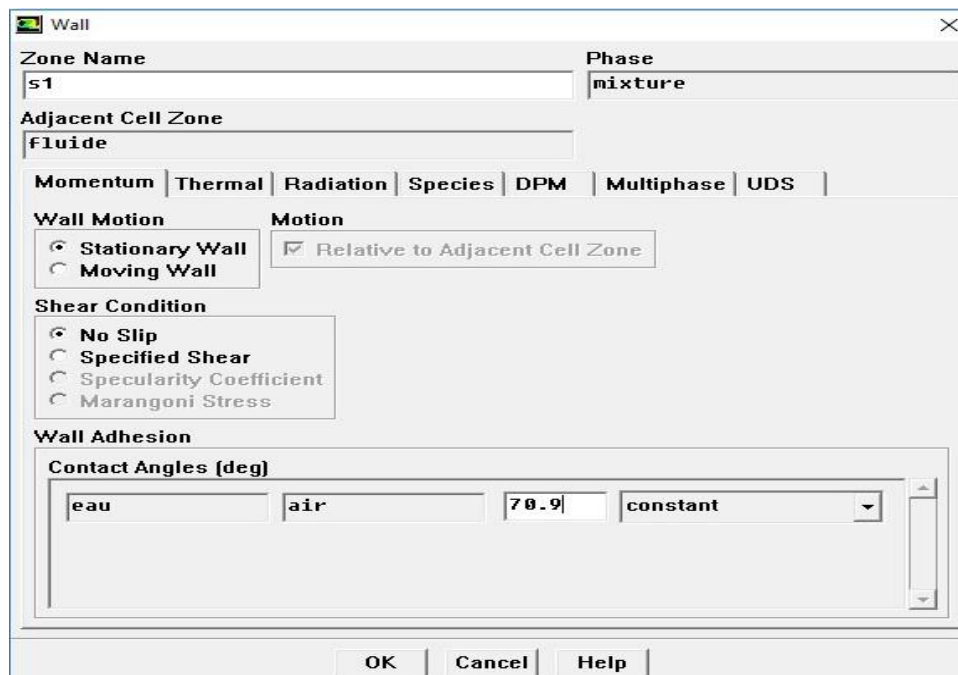 Wall
Zone Name Phase
s1 mixture
Adjacent Cell Zone
fluide
Momentum Thermal Radiation Species DPM Multiphase UDS
Wall Motion Motion
Stationary Wall Relative to Adjacent Cell Zone
Moving Wall
Shear Condition
No Slip
Specified Shear
Specularity Coefficient
Marangoni Stress
Wall Adhesion
Contact Angles (deg)
eau air 70.9 constant
OK Cancel Help